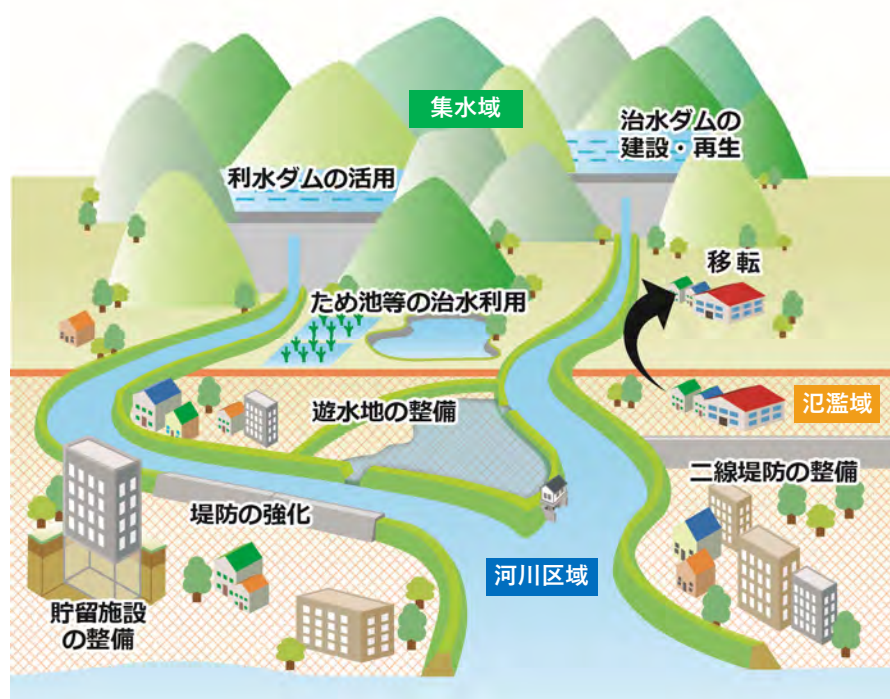 集水域
治水ダムの
建設・再生
利水ダムの活用
移転
ため池等の治水利用
氾濫域
遊水地の整備
二線堤防の整備
堤防の強化
河川区域
貯留施設
の整備